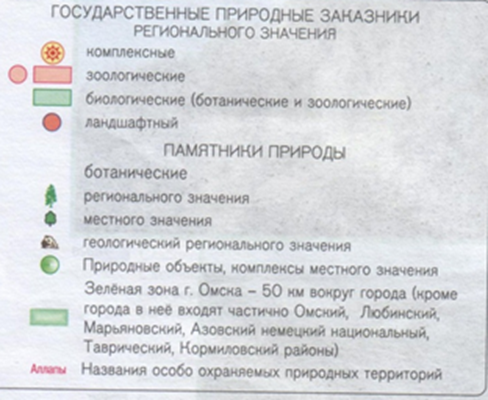 ГОСУДАРСТВЕННЫЕ ПРИРОДНЫЕ ЗАКАЗНИКИ
РЕГИОНАЛЬНОГО ЗНАЧЕНИЯ
комплексные
зоологические
биологические (ботанические и зоологические)
ландшафтный
ПАМЯТНИКИ ПРИРОДЫ
ботанические
регионального значения
местного значения
геологический регионального значения
Природные объекты, комплексы местного значения
Зелёная зона г. Омска – 50 км вокруг города (кроме
города в неё входят частично Омский, Любинский,
Марьяновский, Азовский немецкий национальный,
Таврический, Кормиловский районы)
Аллапы Названия особо охраняемых природных территорий